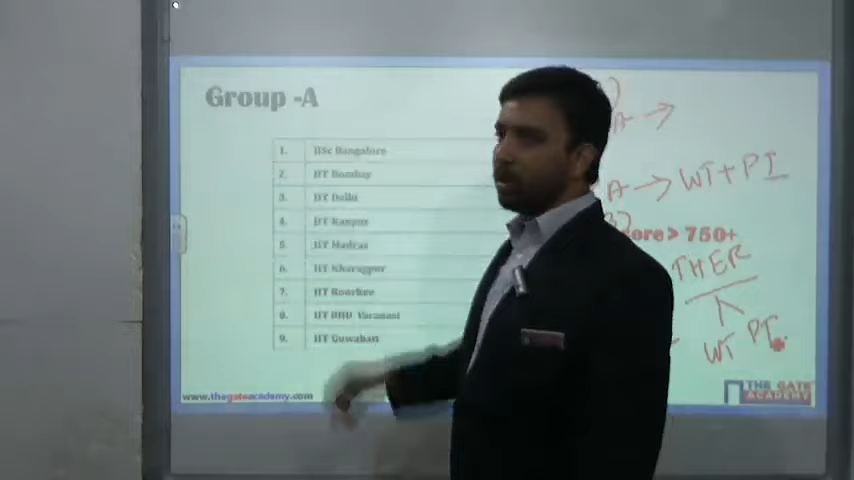 Group -A
1. IISc Bangalore
2. IIT Bombay
3. IIT Delhi
4. IIT Kanpur
5. IIT Madras
6. IIT Kharagpur
7. IIT Roorkee
8. IIT BHU Varanasi
9. IIT Guwahati
A →
A → WT + PI
ore > 750+
THER
WT PI
www.thegateacademy.com
THE GATE
ACADEMY